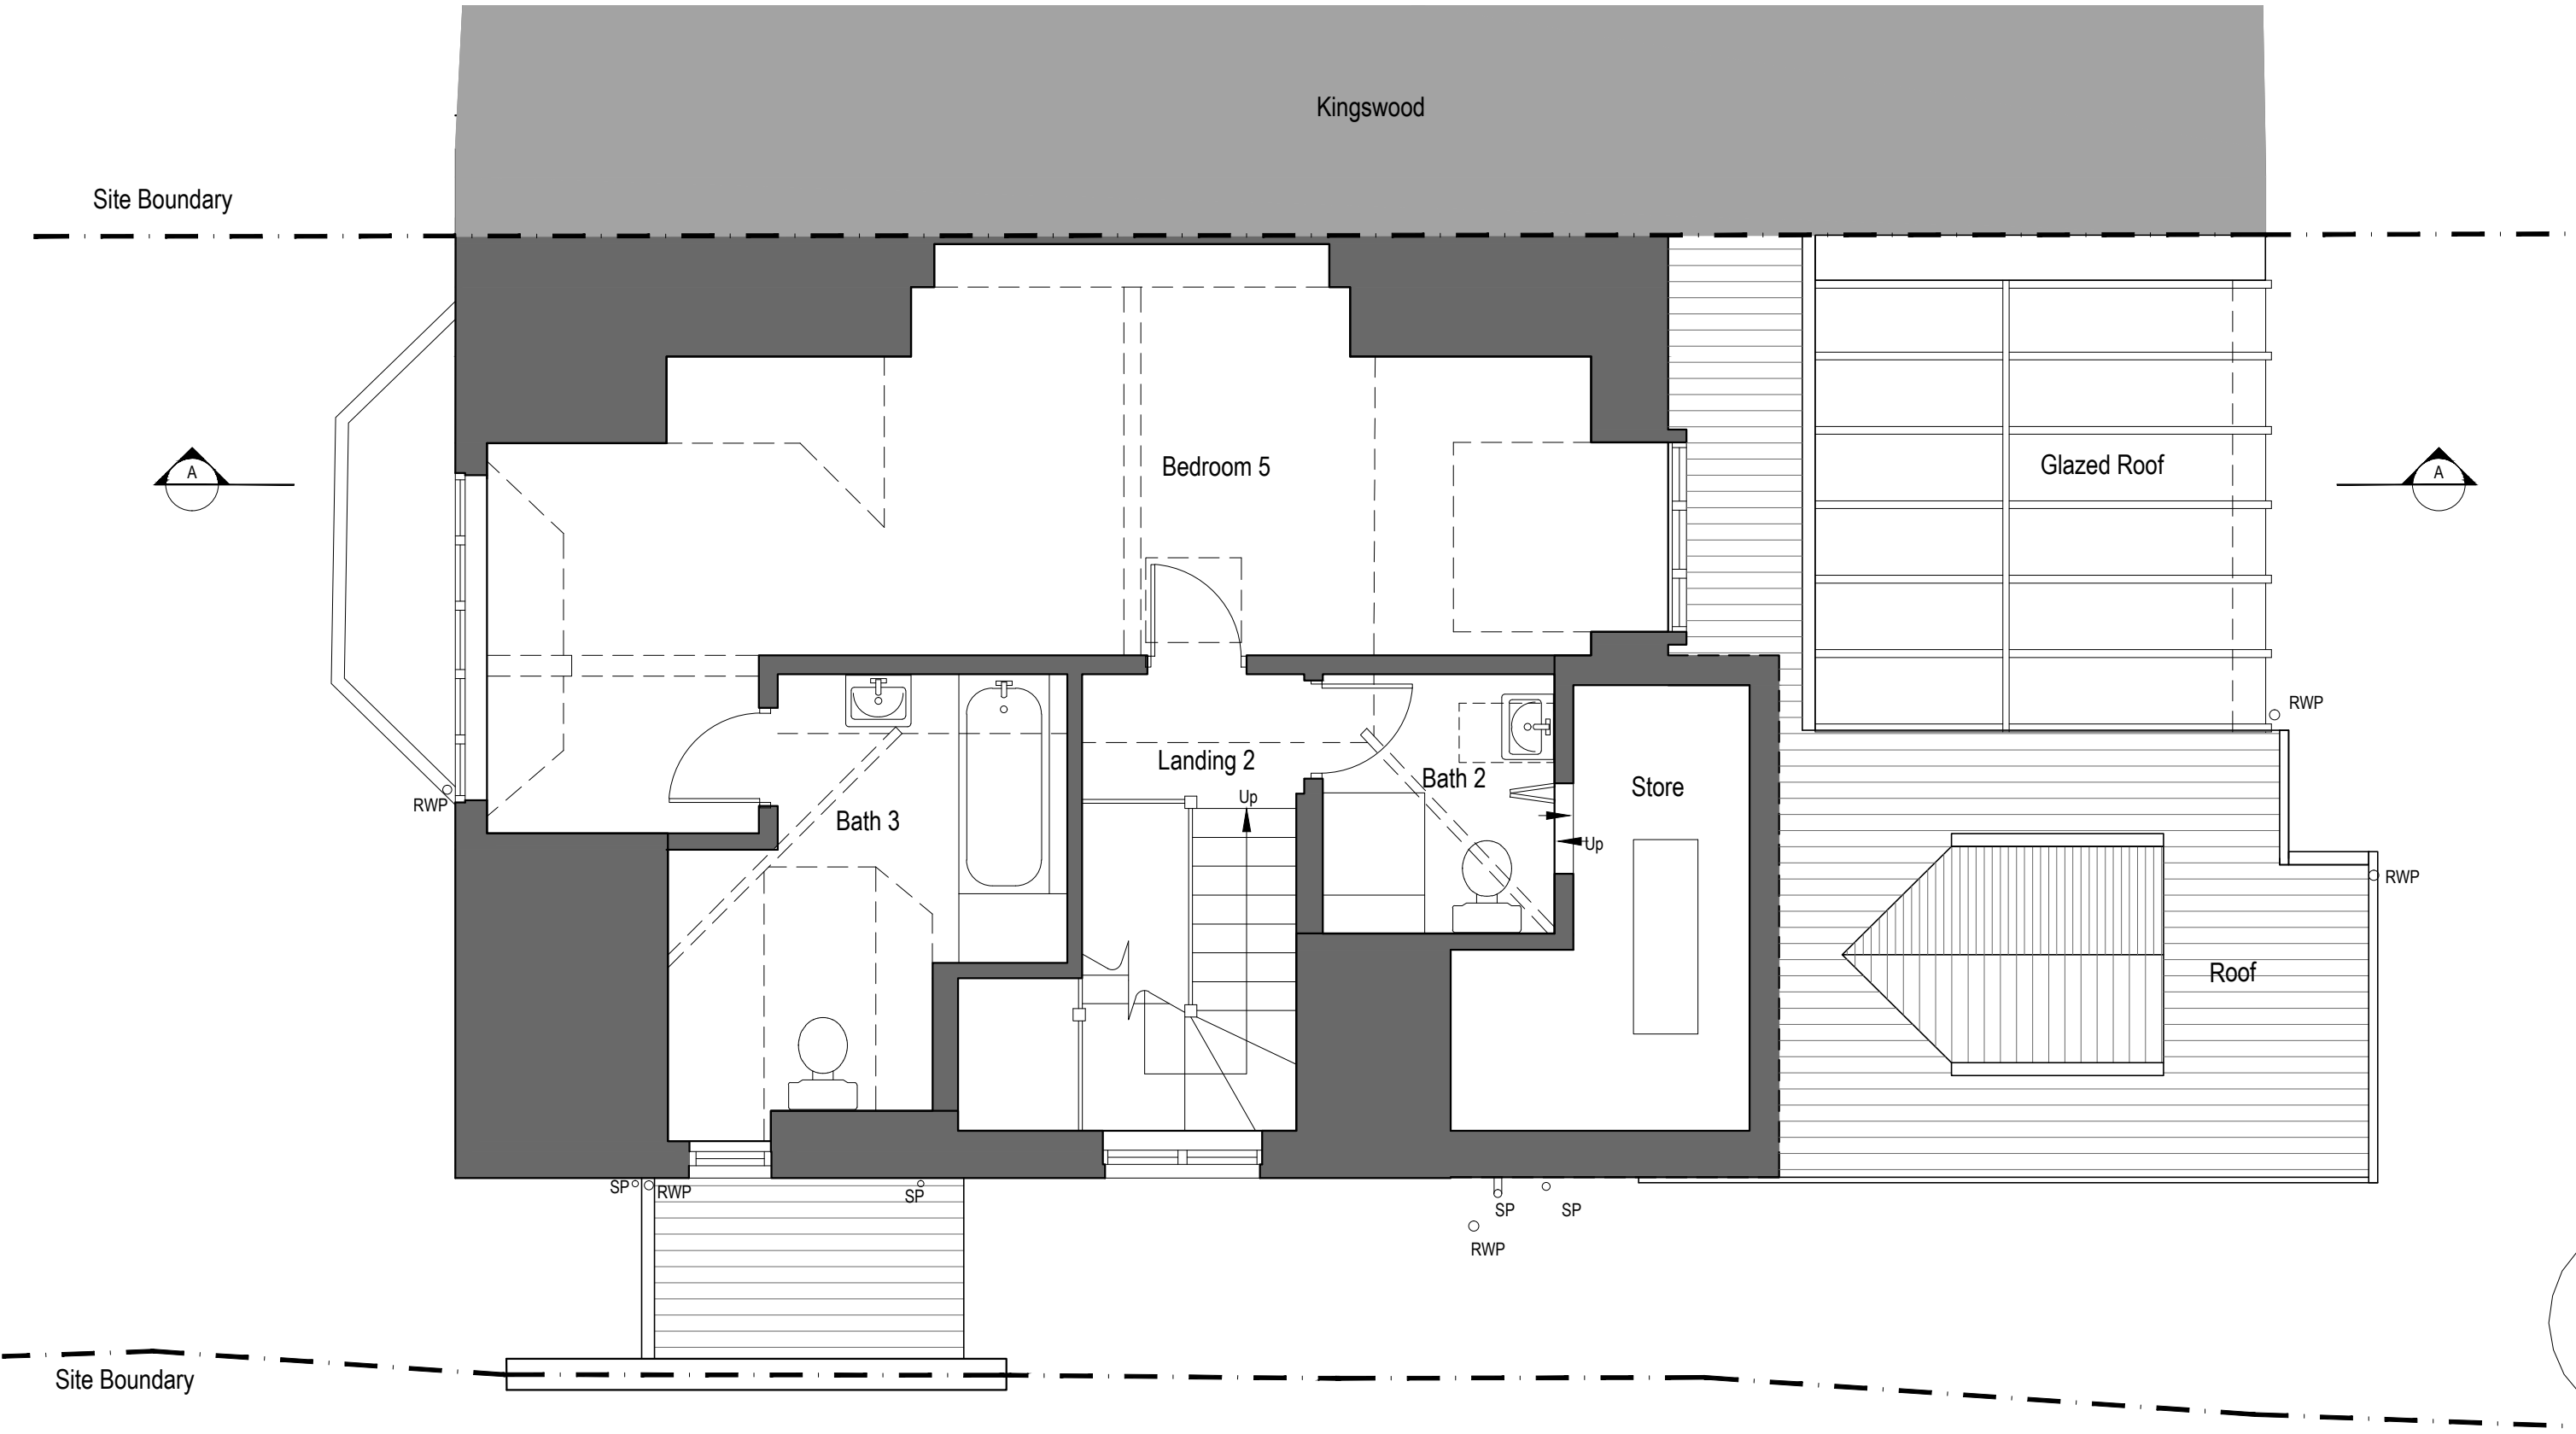 Kingswood
Site Boundary
A
Bedroom 5
Glazed Roof
A
RWP
Landing 2
Bath 2
Store
Up
RWP
Bath 3
Up
RWP
Roof
SP
RWP
SP
SP
SP
RWP
Site Boundary